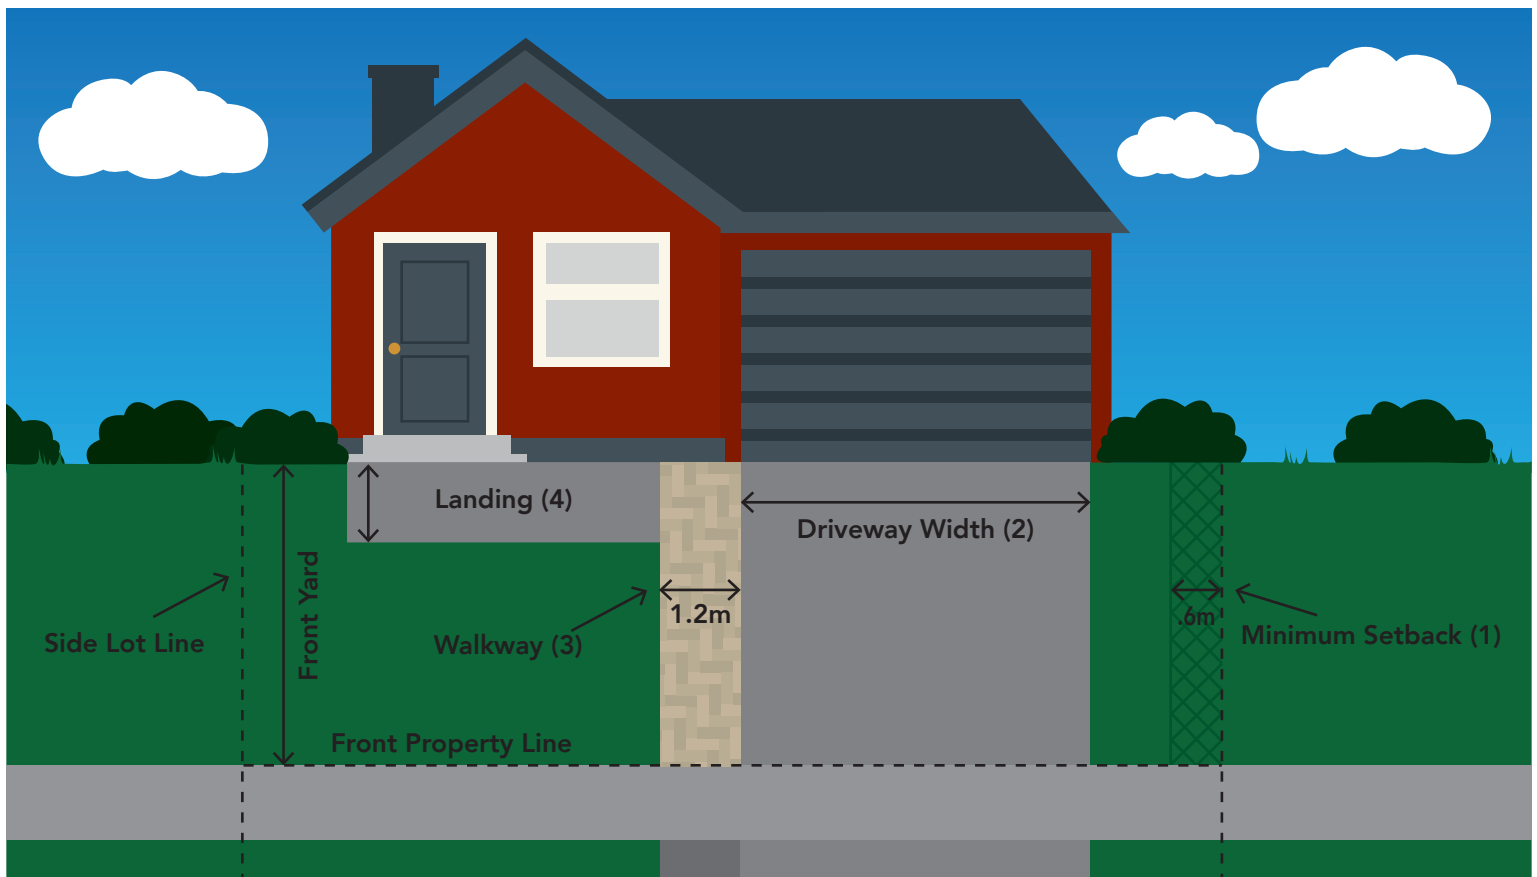 Landing (4)
Driveway Width (2)
Front Yard
1.2m
.6m
Side Lot Line
Walkway (3)
Minimum Setback (1)
Front Property Line